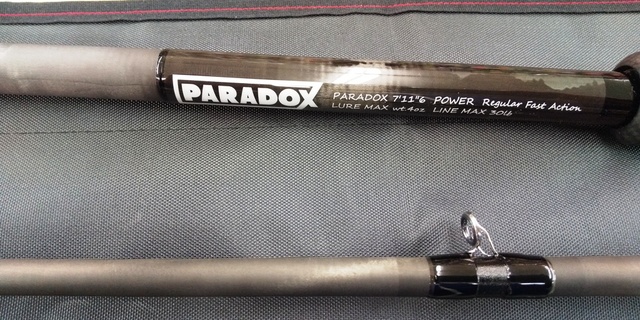 PARADOX
PARADOX 7'11"6 POWER Regular Fast Action
LURE MAX wt.4oz LINE MAX 30lb